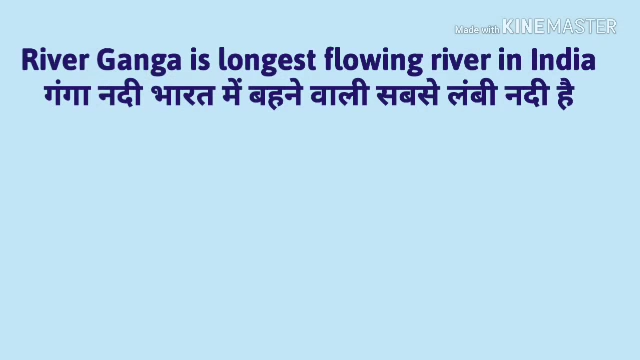 Made with KINEMASTER
River Ganga is longest flowing river in India
गंगा नदी भारत में बहने वाली सबसे लंबी नदी है